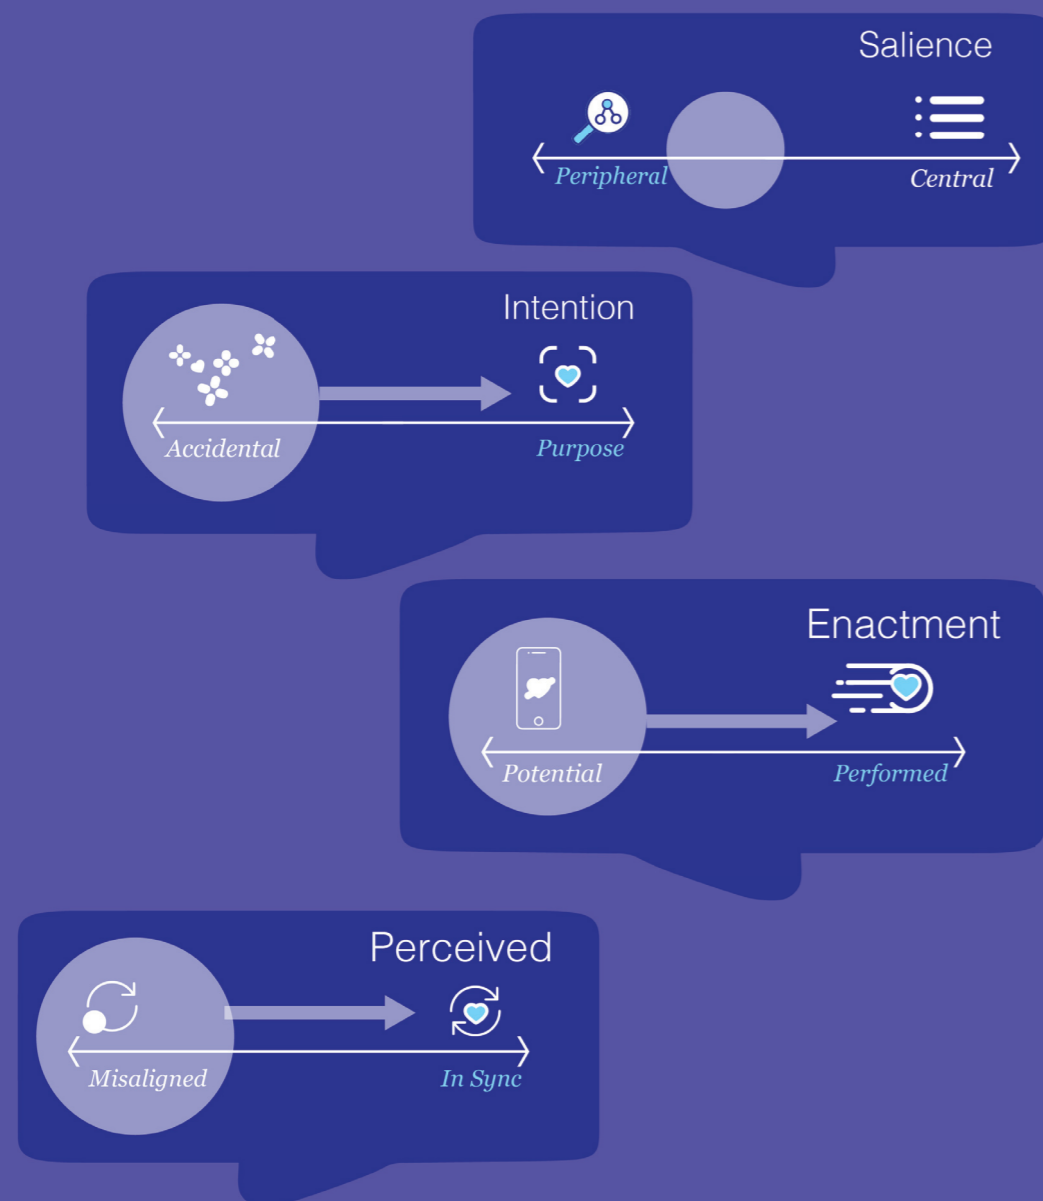 Salience
Peripheral
Central
Intention
Accidental
Purpose
Enactment
Potential
Performed
Perceived
Misaligned
In Sync